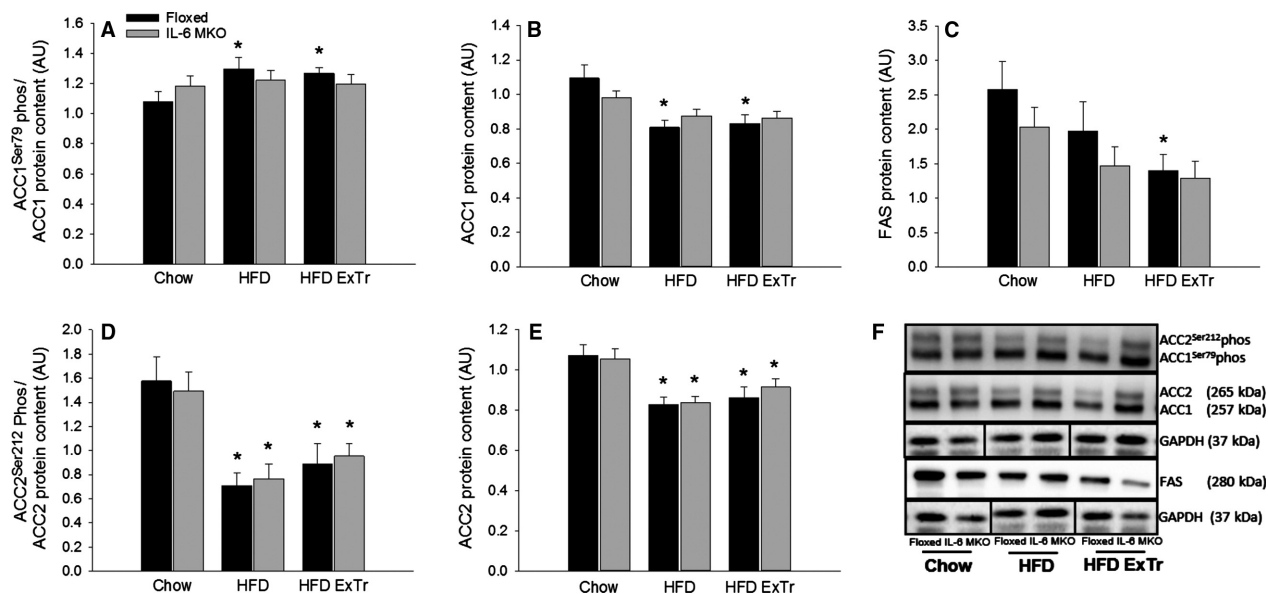 A
Floxed
IL-6 MKO
ACC1Ser79 phos/
ACC1 protein content (AU)
1.6
1.4
1.2
1.0
0.8
0.6
0.4
0.2
0.0
*
*
Chow
HFD
HFD ExTr
B
ACC1 protein content (AU)
1.4
1.2
1.0
0.8
0.6
0.4
0.2
0.0
*
*
Chow
HFD
HFD ExTr
C
FAS protein content (AU)
3.5
3.0
2.5
2.0
1.5
1.0
0.5
0.0
*
Chow
HFD
HFD ExTr
D
ACC2Ser212 Phos/
ACC2 protein content (AU)
2.0
1.8
1.6
1.4
1.2
1.0
0.8
0.6
0.4
0.2
0.0
* *
* *
Chow
HFD
HFD ExTr
E
ACC2 protein content (AU)
1.2
1.0
0.8
0.6
0.4
0.2
0.0
* *
* *
Chow
HFD
HFD ExTr
F
ACC2Ser212phos
ACC1Ser79phos
ACC2 (265 kDa)
ACC1 (257 kDa)
GAPDH (37 kDa)
FAS (280 kDa)
GAPDH (37 kDa)
Floxed IL-6 MKO Floxed IL-6 MKO Floxed IL-6 MKO
Chow HFD HFD ExTr